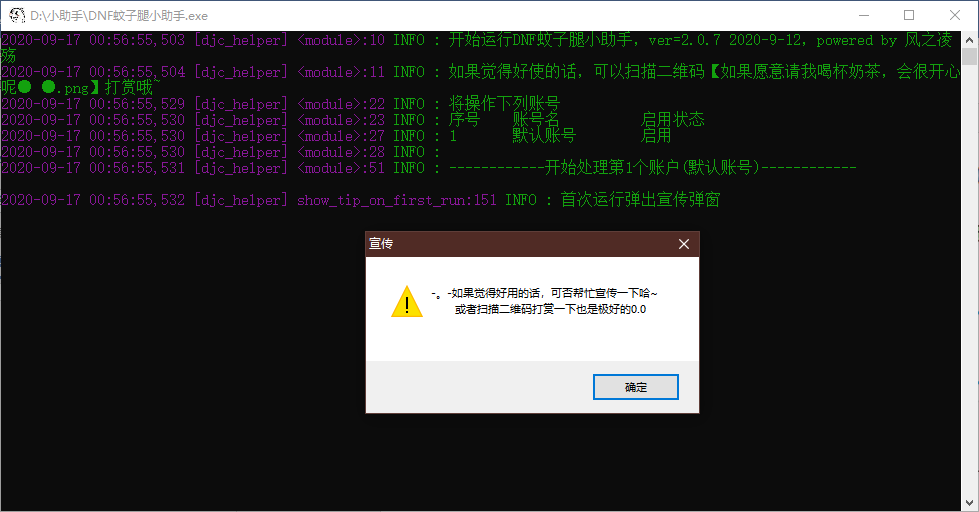 D:\小助手\DNF蚊子腿小助手.exe
2020-09-17 00:56:55,503 [djc_helper] <module>:10 INFO : 开始运行DNF蚊子腿小助手，ver=2.0.7 2020-9-12，powered by 风之凌
殇
2020-09-17 00:56:55,504 [djc_helper] <module>:11 INFO : 如果觉得好使的话，可以扫描二维码【如果愿意请我喝杯奶茶，会很开心
呢● ●.png】打赏哦~
2020-09-17 00:56:55,529 [djc_helper] <module>:22 INFO : 将操作下列账号
2020-09-17 00:56:55,530 [djc_helper] <module>:23 INFO : 序号 账号名 启用状态
2020-09-17 00:56:55,530 [djc_helper] <module>:27 INFO : 1 默认账号 启用
2020-09-17 00:56:55,530 [djc_helper] <module>:28 INFO :
2020-09-17 00:56:55,531 [djc_helper] <module>:51 INFO : ------------开始处理第1个账户(默认账号)------------
2020-09-17 00:56:55,532 [djc_helper] show_tip_on_first_run:151 INFO : 首次运行弹出宣传弹窗
宣传
-。-如果觉得好用的话，可否帮忙宣传一下哈~
或者扫描二维码打赏一下也是极好的0.0
确定